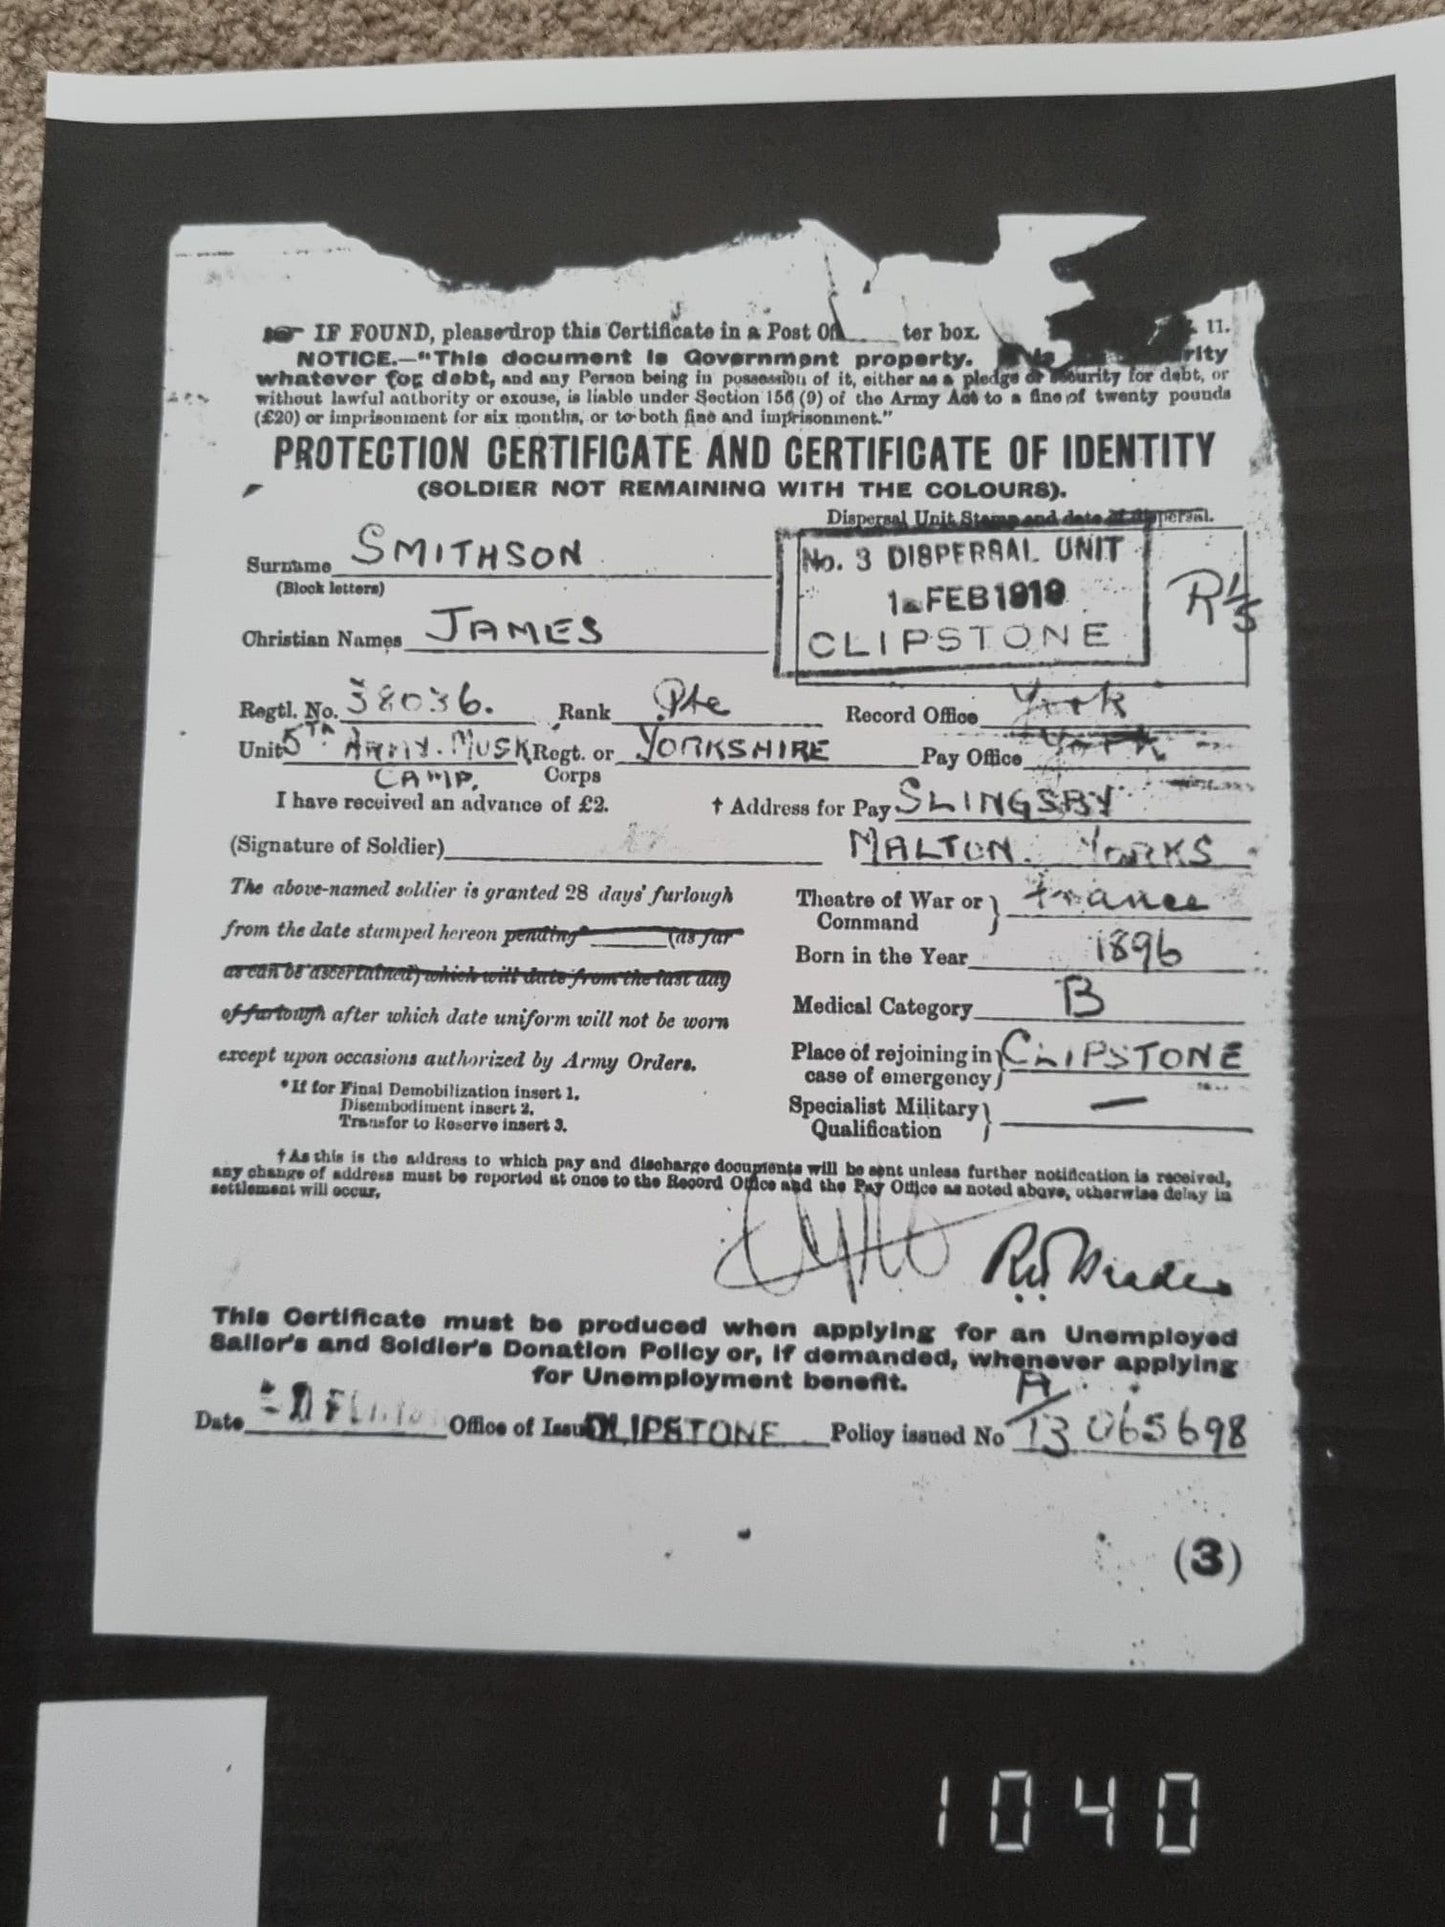 IF FOUND, please drop this Certificate in a Post Of ter box. 11.
NOTICE.—"This document is Government property. rity
whatever for debt, and any Person being in possession of it, either as a pledge or security for debt, or
without lawful authority or excuse, is liable under Section 156 (9) of the Army Act to a fine of twenty pounds
(£20) or imprisonment for six months, or to both fine and imprisonment."
PROTECTION CERTIFICATE AND CERTIFICATE OF IDENTITY
(SOLDIER NOT REMAINING WITH THE COLOURS).
Dispersal Unit Stamp and date of dispersal.
Surname SMITHSON
(Block letters)
Christian Names JAMES
No. 3 DISPERSAL UNIT
FEB 1919
CLIPSTONE
Regtl. No. 38036. Rank Pte Record Office York
Unit 5TH ARMY. MUSK CAMP. Regt. or Corps YORKSHIRE Pay Office York
I have received an advance of £2. † Address for Pay SLINGSBY
(Signature of Soldier) MALTON. YORKS
The above-named soldier is granted 28 days' furlough
from the date stamped hereon pending* (as far
as can be ascertained) which will date from the last day
of furlough after which date uniform will not be worn
except upon occasions authorized by Army Orders.
*If for Final Demobilization insert 1.
Disembodiment insert 2.
Transfer to Reserve insert 3.
Theatre of War or Command } france
Born in the Year 1896
Medical Category B
Place of rejoining in case of emergency } CLIPSTONE
Specialist Military Qualification } —
†As this is the address to which pay and discharge documents will be sent unless further notification is received,
any change of address must be reported at once to the Record Office and the Pay Office as noted above, otherwise delay in
settlement will occur.
This Certificate must be produced when applying for an Unemployed
Sailor's and Soldier's Donation Policy or, if demanded, whenever applying
for Unemployment benefit.
Date Office of Issue CLIPSTONE Policy issued No A/13 065698
(3)
1040